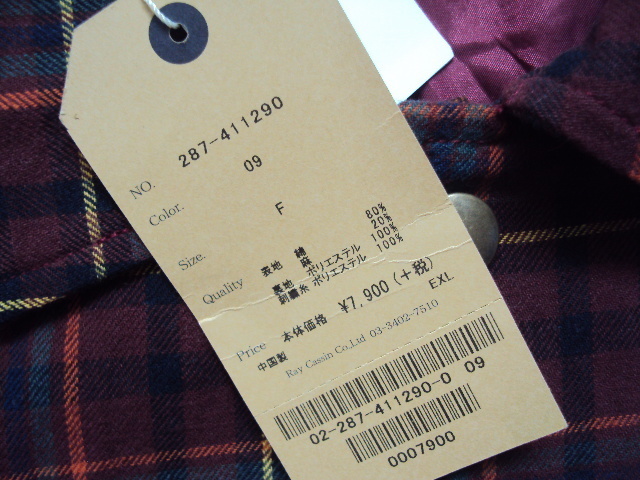 NO. 287-411290
Color. 09
Size. F
Quality 表地 綿 80%
麻 20%
裏地 ポリエステル 100%
刺繍糸 ポリエステル 100%
Price 本体価格 ¥7,900(+税)
中国製 EXL
Ray Cassin Co.,Ltd 03-3402-7510
02-287-411290-0 09
0007900